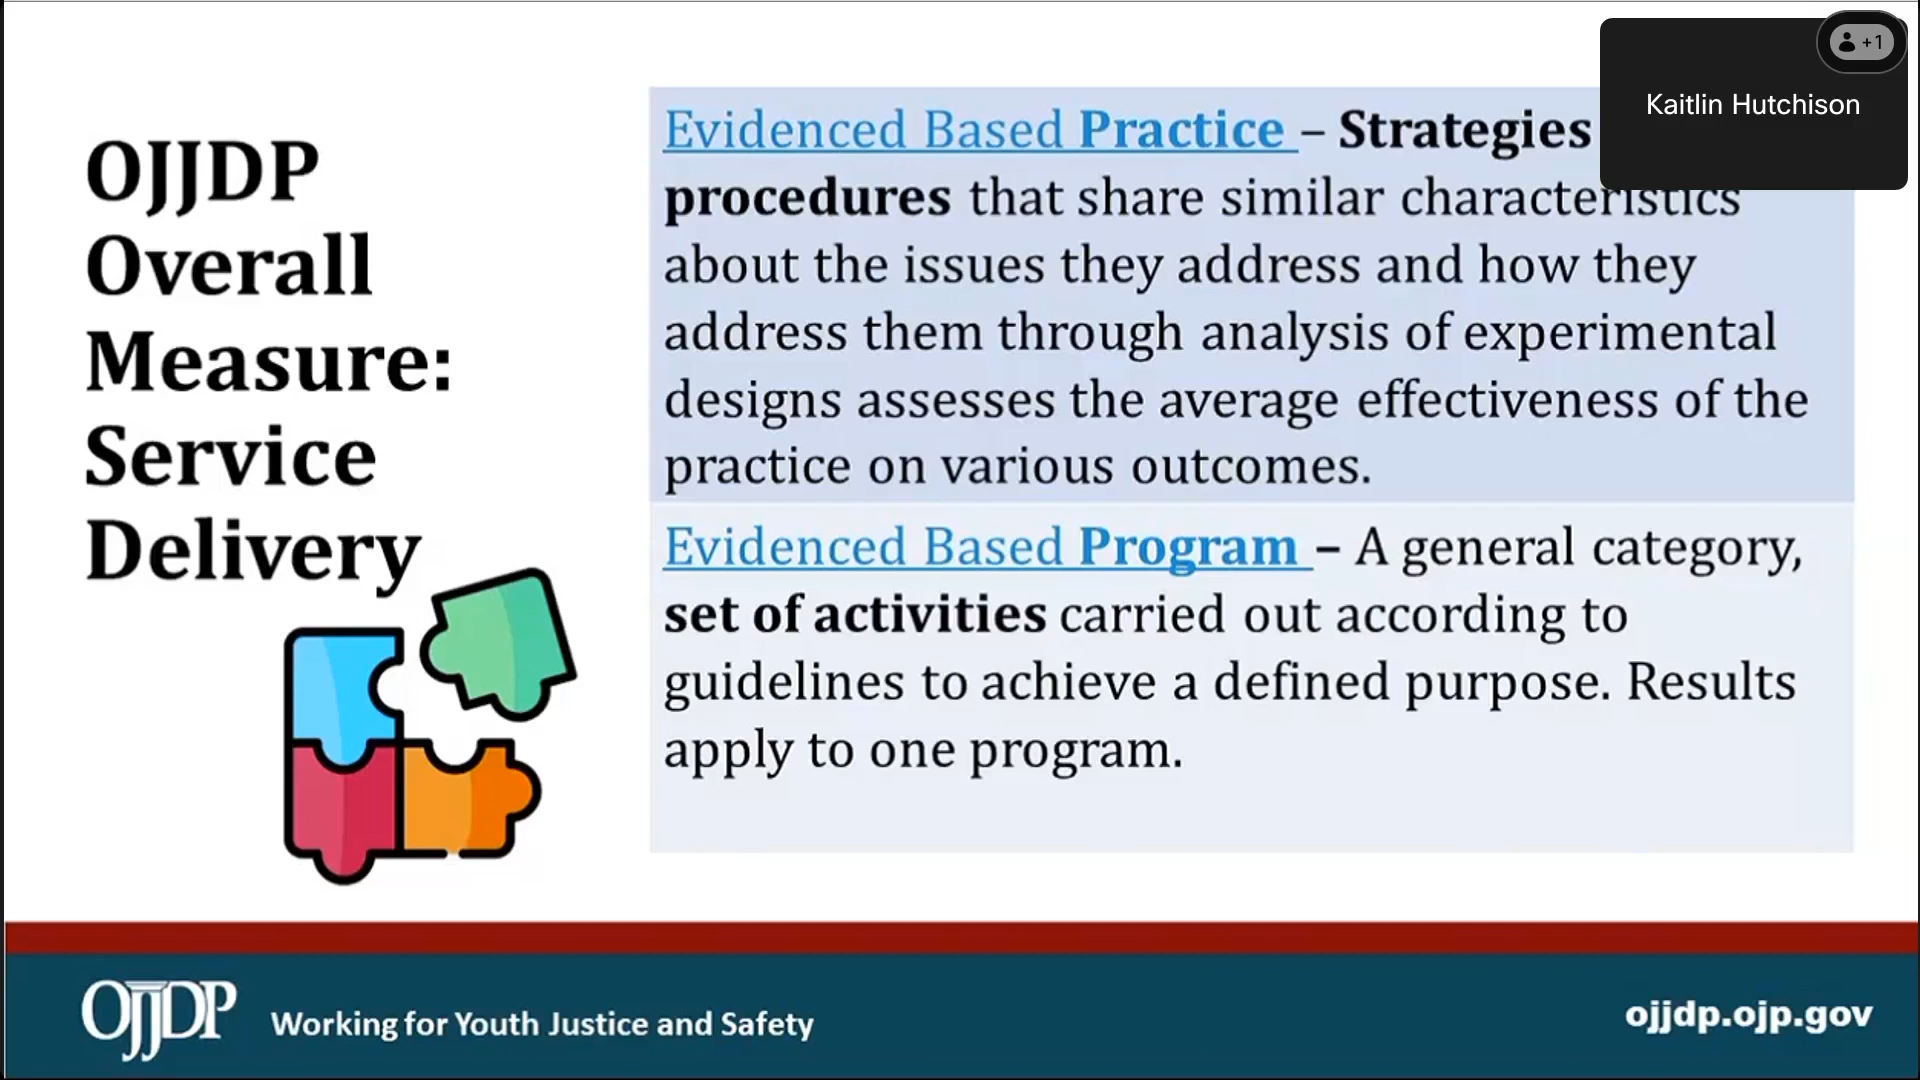 OJJDP
Overall
Measure:
Service
Delivery
Evidenced Based Practice – Strategies
procedures that share similar characteristics
about the issues they address and how they
address them through analysis of experimental
designs assesses the average effectiveness of the
practice on various outcomes.
Evidenced Based Program – A general category,
set of activities carried out according to
guidelines to achieve a defined purpose. Results
apply to one program.
+1
Kaitlin Hutchison
OJJDP
Working for Youth Justice and Safety
ojjdp.ojp.gov